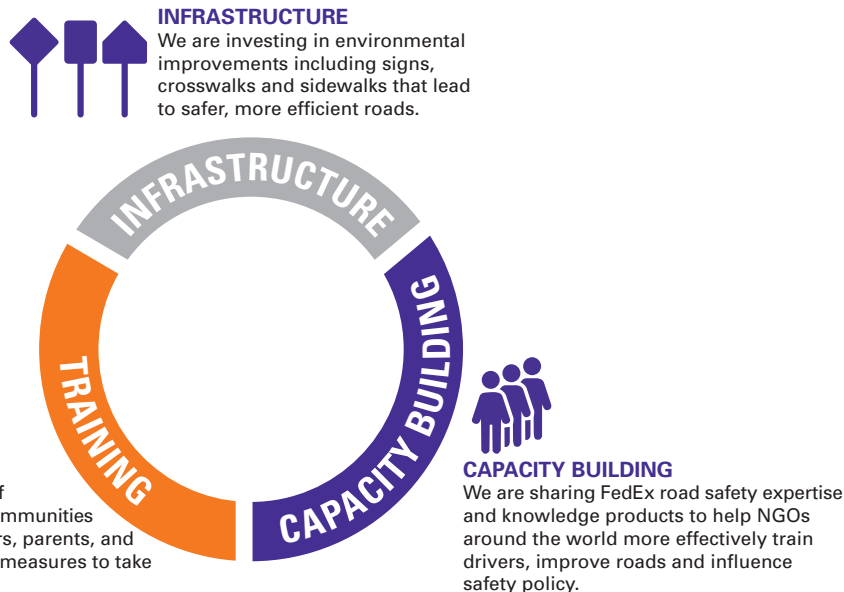 INFRASTRUCTURE
We are investing in environmental
improvements including signs,
crosswalks and sidewalks that lead
to safer, more efficient roads.
INFRASTRUCTURE
TRAINING
CAPACITY BUILDING
CAPACITY BUILDING
We are sharing FedEx road safety expertise
and knowledge products to help NGOs
around the world more effectively train
drivers, improve roads and influence
safety policy.
parents, and
measures to take